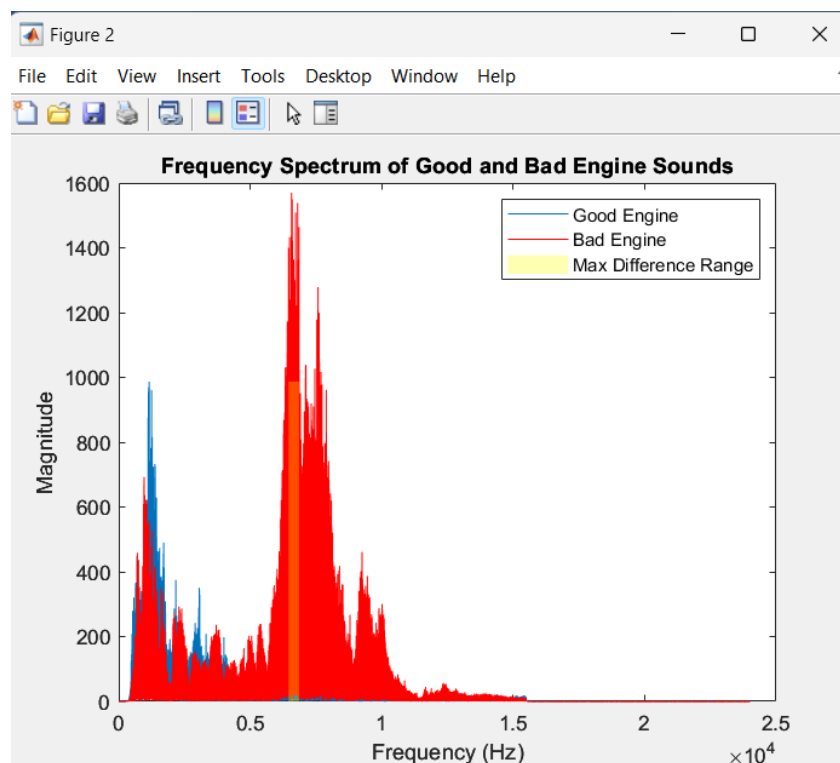 Figure 2
File Edit View Insert Tools Desktop Window Help
Frequency Spectrum of Good and Bad Engine Sounds
1600
1400
1200
1000
800
600
400
200
0
Magnitude
Good Engine
Bad Engine
Max Difference Range
0 0.5 1 1.5 2 2.5
Frequency (Hz)
×10⁴